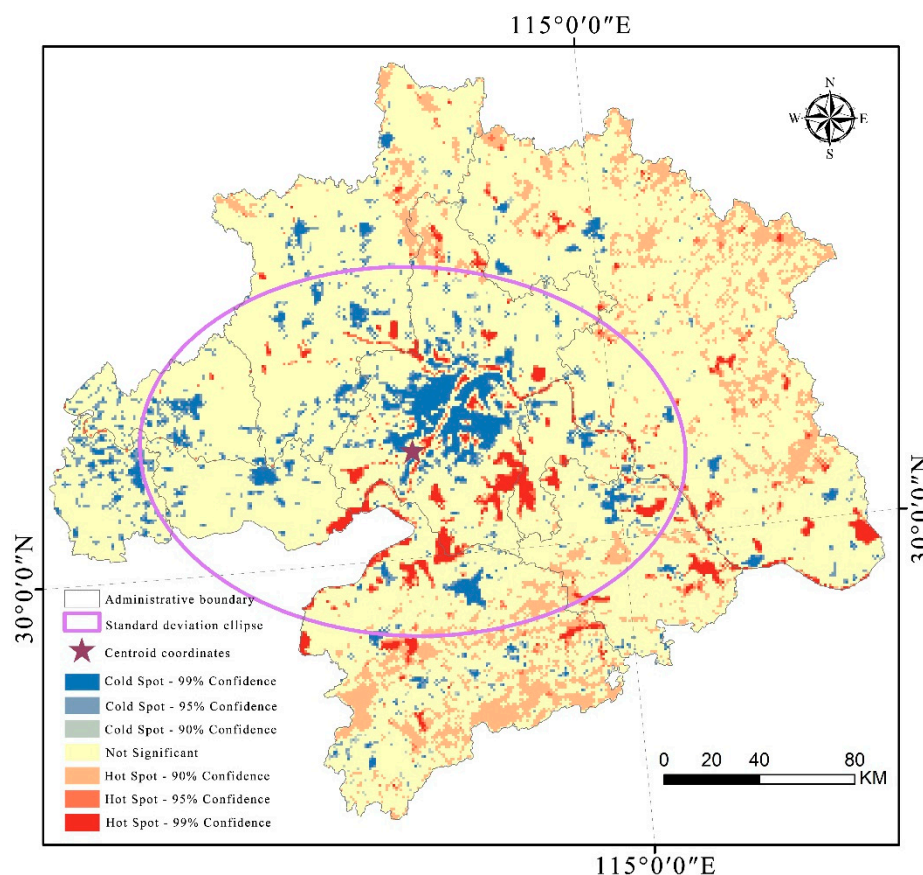 115°0′0″E
N
W
E
S
30°0′0″N
30°0′0″N
Administrative boundary
Standard deviation ellipse
Centroid coordinates
Cold Spot - 99% Confidence
Cold Spot - 95% Confidence
Cold Spot - 90% Confidence
Not Significant
Hot Spot - 90% Confidence
Hot Spot - 95% Confidence
Hot Spot - 99% Confidence
0 20 40 80
KM
115°0′0″E